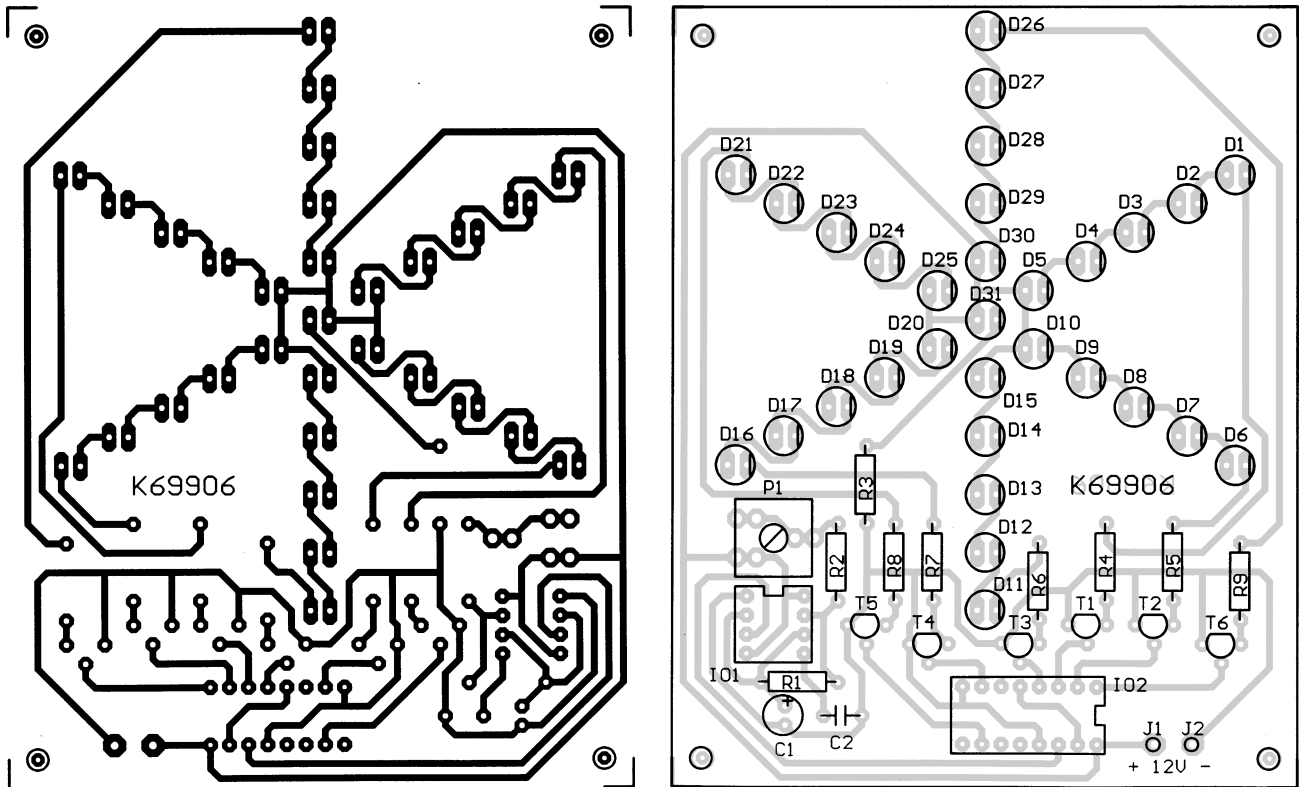 D26
D27
D28
D21 D1
D22 D2
D29
D23 D3
D24 D4
D30
D25 D5
D31
D20 D10
D19 D9
D18 D8
D15
D17 D14 D7
D16 D6
K69906
P1 R3 D13 K69906
D12
R2 R8 R7 D11 R6 R4 R5 R9
T5 T4 T3 T1 T2 T6
IO1 R1 IO2
+
C1 C2 J1 J2
+ 12V -